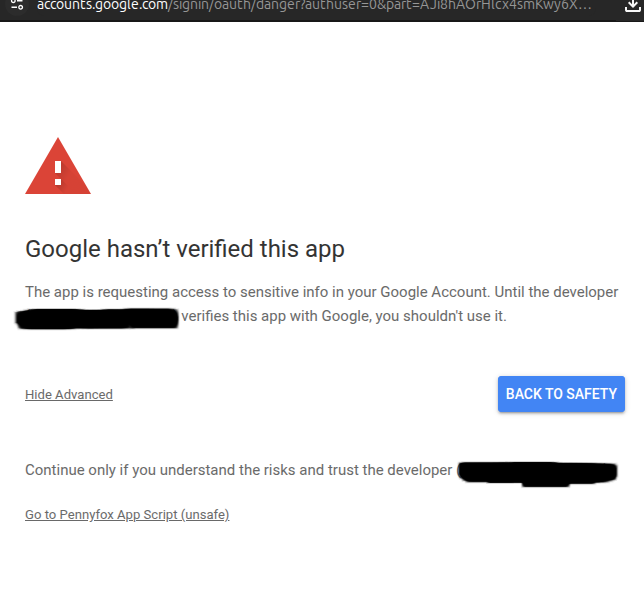 accounts.google.com/signin/oauth/danger?authuser=0&part=AJi8hAOrHlcx4smKwy6X...
Google hasn't verified this app
The app is requesting access to sensitive info in your Google Account. Until the developer
verifies this app with Google, you shouldn't use it.
Hide Advanced
BACK TO SAFETY
Continue only if you understand the risks and trust the developer (
Go to Pennyfox App Script (unsafe)